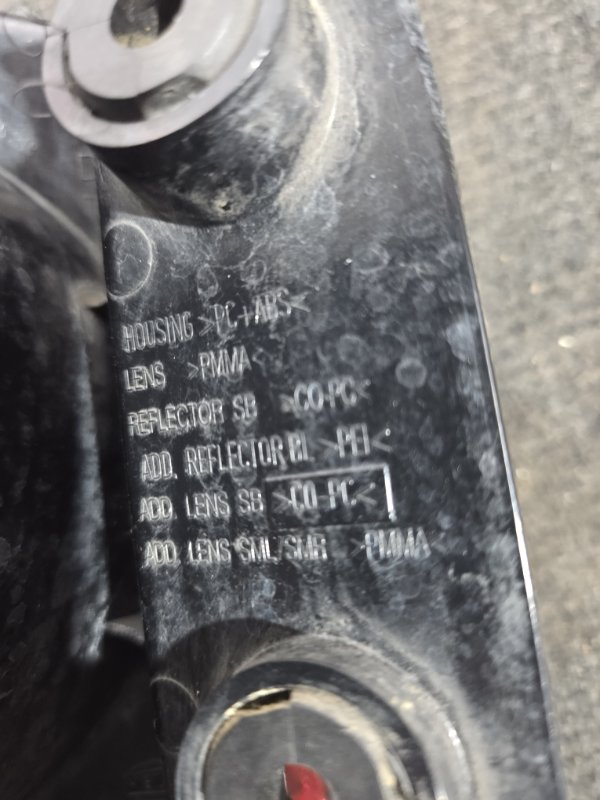 HOUSING >PC+ABS<
LENS >PMMA<
REFLECTOR SB >CO-PC<
ADD. REFLECTOR BL >PEI<
ADD. LENS SB >CO-PC<
ADD. LENS SML/SMR >PMMA<